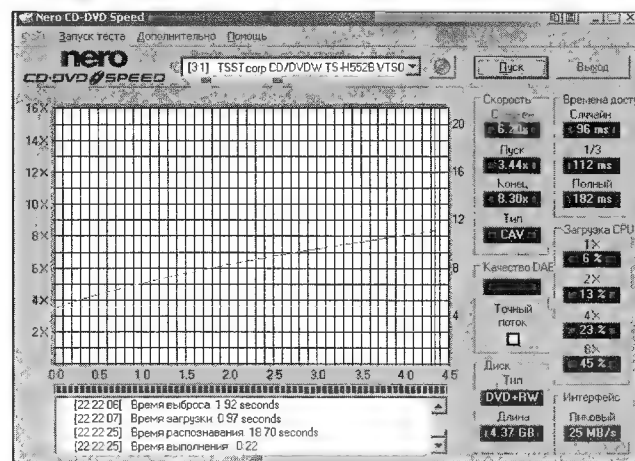 Nero CD-DVD Speed
Запуск теста Дополнительно Помощь
nero
CD-DVD SPEED
[31] TSSTcorp CD/DVDW TS-H552B VTS0
Пуск
Выход
16X
14X
12X
10X
8X
6X
4X
2X
20
16
12
8
4
0.0 0.5 1.0 1.5 2.0 2.5 3.0 3.5 4.0 4.5
Скорость
Пуск
3.44x
Конец
8.30x
Тип
CAV
Качество DAE
Точный
поток
Диск
Тип
DVD+RW
Длина
4.37 GB
Времена дост
Случайн
96 ms
1/3
112 ms
Полный
182 ms
Загрузка CPU
1X
6 %
2X
13 %
4X
23 %
8X
45 %
Интерфейс
Пиковый
25 MB/s
[22:22:06] Время выброса 1.92 seconds
[22:22:07] Время загрузки 0.97 seconds
[22:22:25] Время распознавания 18.70 seconds
[22:22:25] Время выполнения 0:22